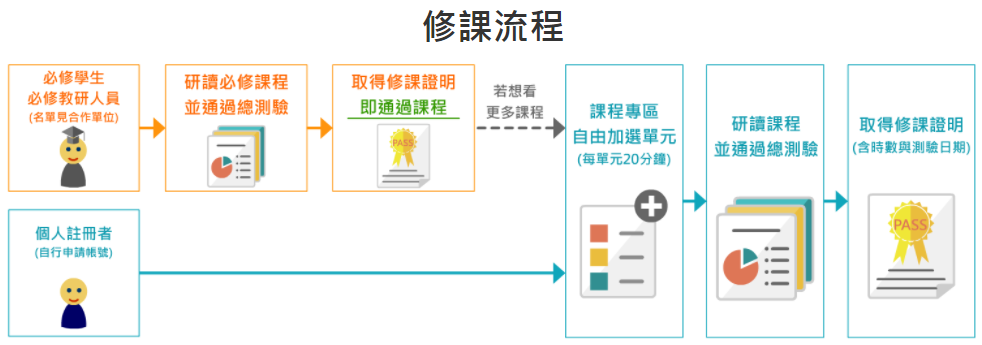 修課流程
必修學生
必修教研人員
(名單見合作單位)
研讀必修課程
並通過總測驗
取得修課證明
即通過課程
PASS
若想看
更多課程
課程專區
自由加選單元
(每單元20分鐘)
研讀課程
並通過總測驗
取得修課證明
(含時數與測驗日期)
PASS
個人註冊者
(自行申請帳號)